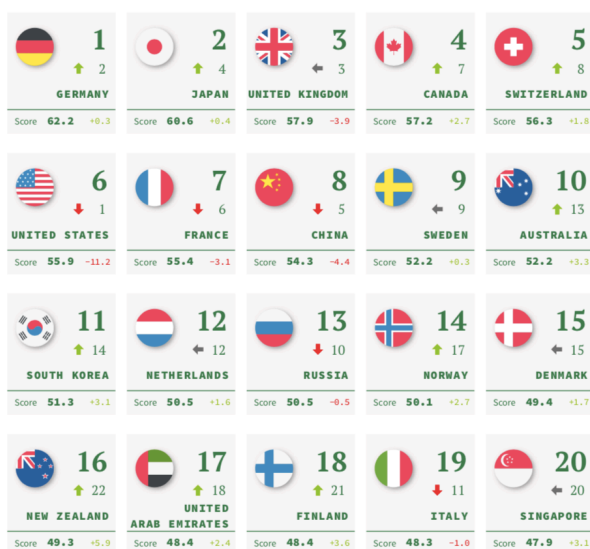 1
2
GERMANY
Score 62.2 +0.3
2
4
JAPAN
Score 60.6 +0.4
3
3
UNITED KINGDOM
Score 57.9 -3.9
4
7
CANADA
Score 57.2 +2.7
5
8
SWITZERLAND
Score 56.3 +1.8
6
1
UNITED STATES
Score 55.9 -11.2
7
6
FRANCE
Score 55.4 -3.1
8
5
CHINA
Score 54.3 -4.4
9
9
SWEDEN
Score 52.2 +0.3
10
13
AUSTRALIA
Score 52.2 +3.3
11
14
SOUTH KOREA
Score 51.3 +3.1
12
12
NETHERLANDS
Score 50.5 +1.6
13
10
RUSSIA
Score 50.5 -0.5
14
17
NORWAY
Score 50.1 +2.7
15
15
DENMARK
Score 49.4 +1.7
16
22
NEW ZEALAND
Score 49.3 +5.9
17
18
UNITED
ARAB EMIRATES
Score 48.4 +2.4
18
21
FINLAND
Score 48.4 +3.6
19
11
ITALY
Score 48.3 -1.0
20
20
SINGAPORE
Score 47.9 +3.1